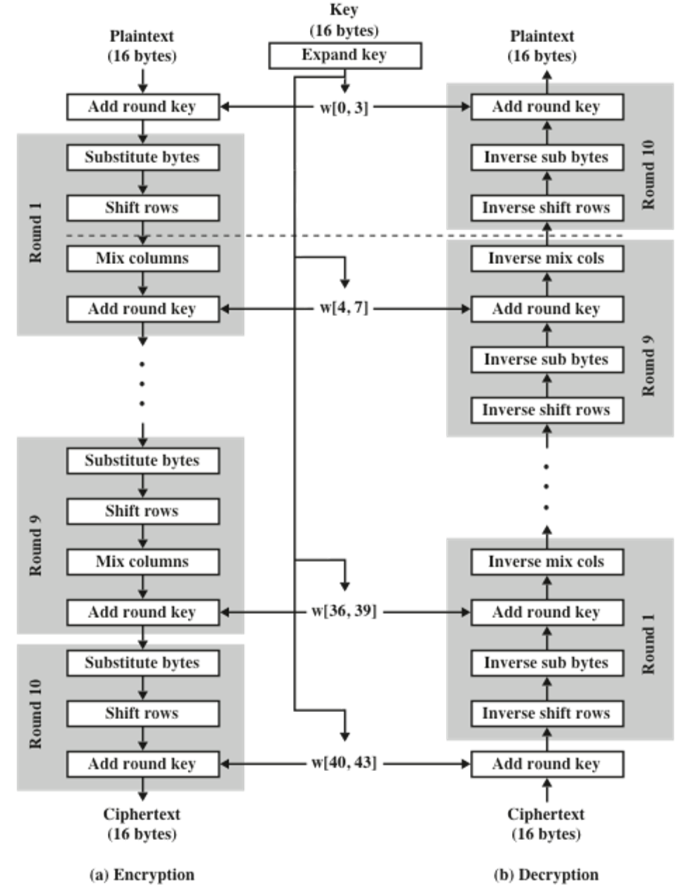 Key
(16 bytes)
Expand key
Plaintext
(16 bytes)
Add round key
Round 1
Substitute bytes
Shift rows
Mix columns
Add round key
Round 9
Substitute bytes
Shift rows
Mix columns
Add round key
Round 10
Substitute bytes
Shift rows
Add round key
Ciphertext
(16 bytes)
(a) Encryption
w[0, 3]
w[4, 7]
w[36, 39]
w[40, 43]
Plaintext
(16 bytes)
Add round key
Inverse sub bytes
Inverse shift rows
Round 10
Inverse mix cols
Add round key
Inverse sub bytes
Inverse shift rows
Round 9
Inverse mix cols
Add round key
Inverse sub bytes
Inverse shift rows
Round 1
Add round key
Ciphertext
(16 bytes)
(b) Decryption